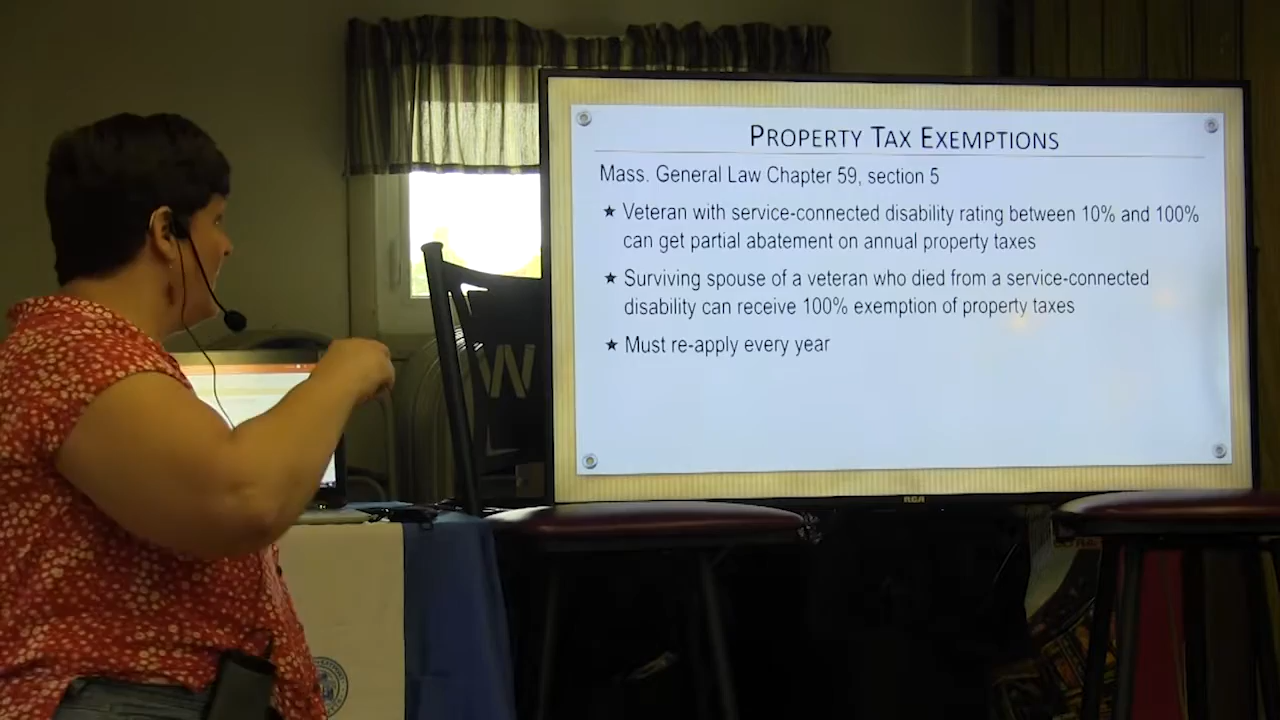 PROPERTY TAX EXEMPTIONS
Mass. General Law Chapter 59, section 5
★ Veteran with service-connected disability rating between 10% and 100%
can get partial abatement on annual property taxes
★ Surviving spouse of a veteran who died from a service-connected
disability can receive 100% exemption of property taxes
★ Must re-apply every year
W
RCA